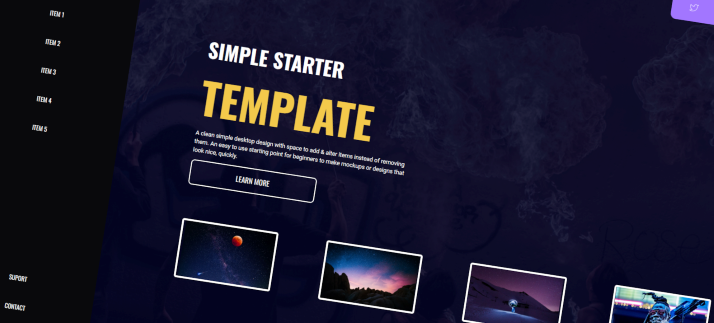 ITEM 1
ITEM 2
ITEM 3
ITEM 4
ITEM 5
SUPORT
CONTACT
SIMPLE STARTER
TEMPLATE
A clean simple desktop design with space to add & alter items instead of removing
them. An easy to use starting point for beginners to make mockups or designs that
look nice, quickly.
LEARN MORE